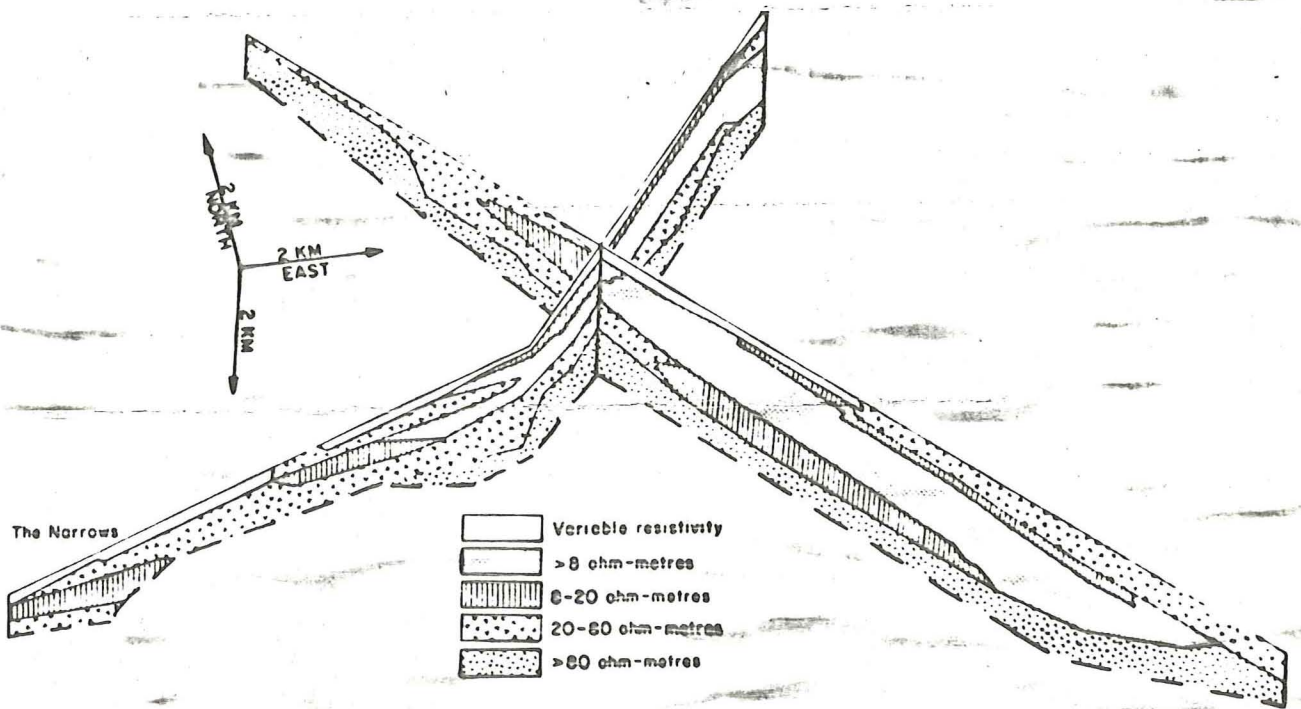 2 KM
NORTH
2 KM
EAST
2 KM
The Narrows
Variable resistivity
>8 ohm-metres
8-20 ohm-metres
20-80 ohm-metres
>80 ohm-metres